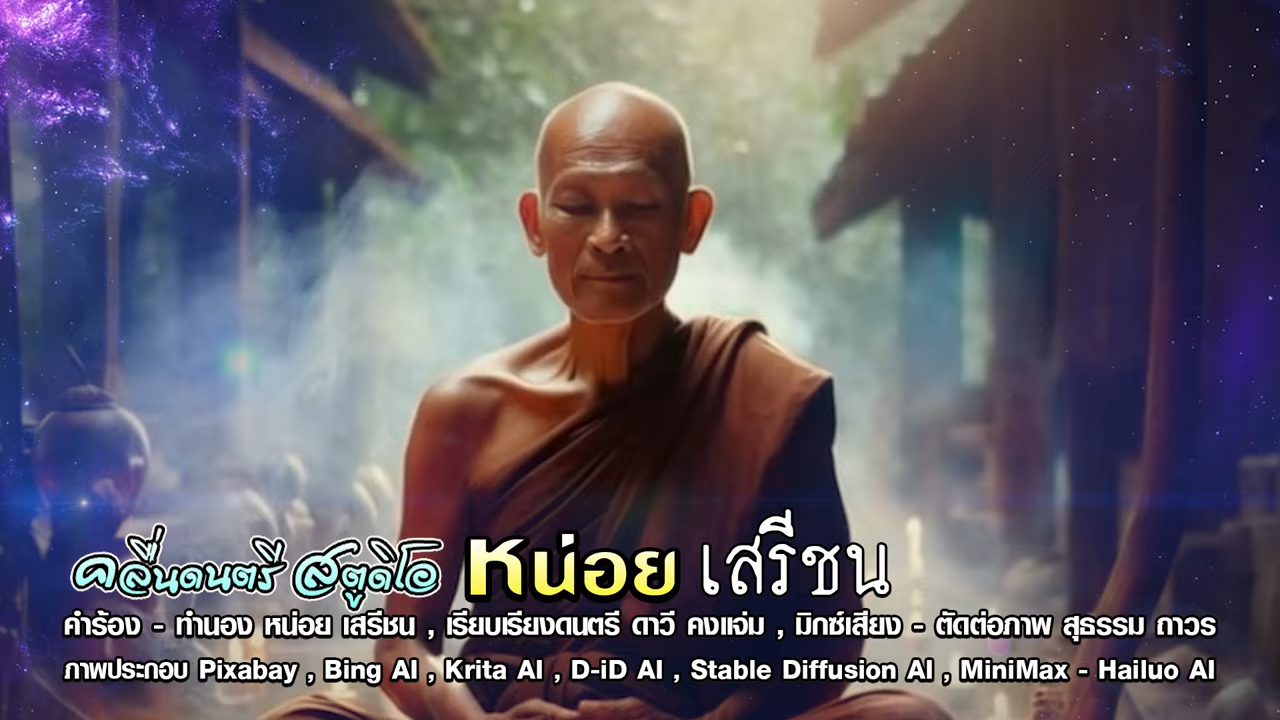 คลื่นดนตรี สตูดิโอ หน่อย เสรีชน
คำร้อง - ทำนอง หน่อย เสรีชน , เรียบเรียงดนตรี ดาวี คงแจ่ม , มิกซ์เสียง - ตัดต่อภาพ สุธรรม ถาวร
ภาพประกอบ Pixabay , Bing AI , Krita AI , D-iD AI , Stable Diffusion AI , MiniMax - Hailuo AI